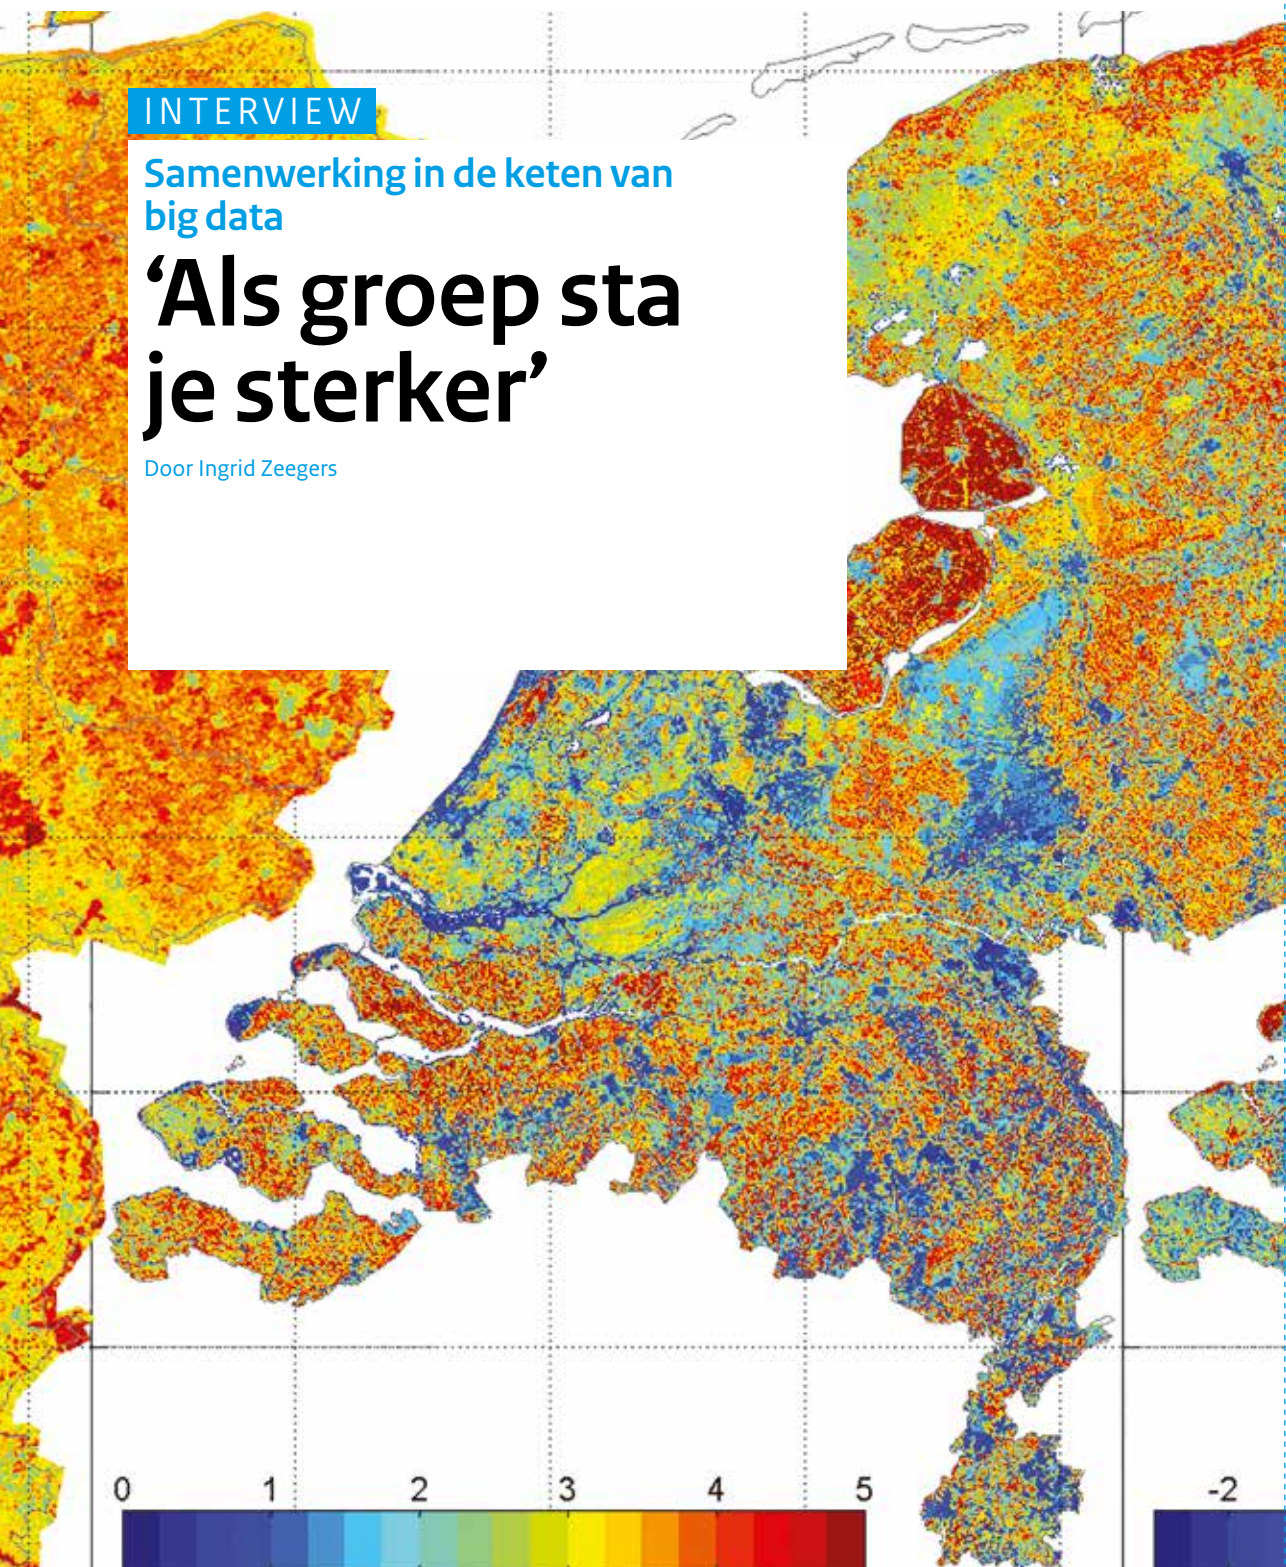 INTERVIEW
Samenwerking in de keten van
big data
‘Als groep sta
je sterker’
Door Ingrid Zeegers
0 1 2 3 4 5
-2